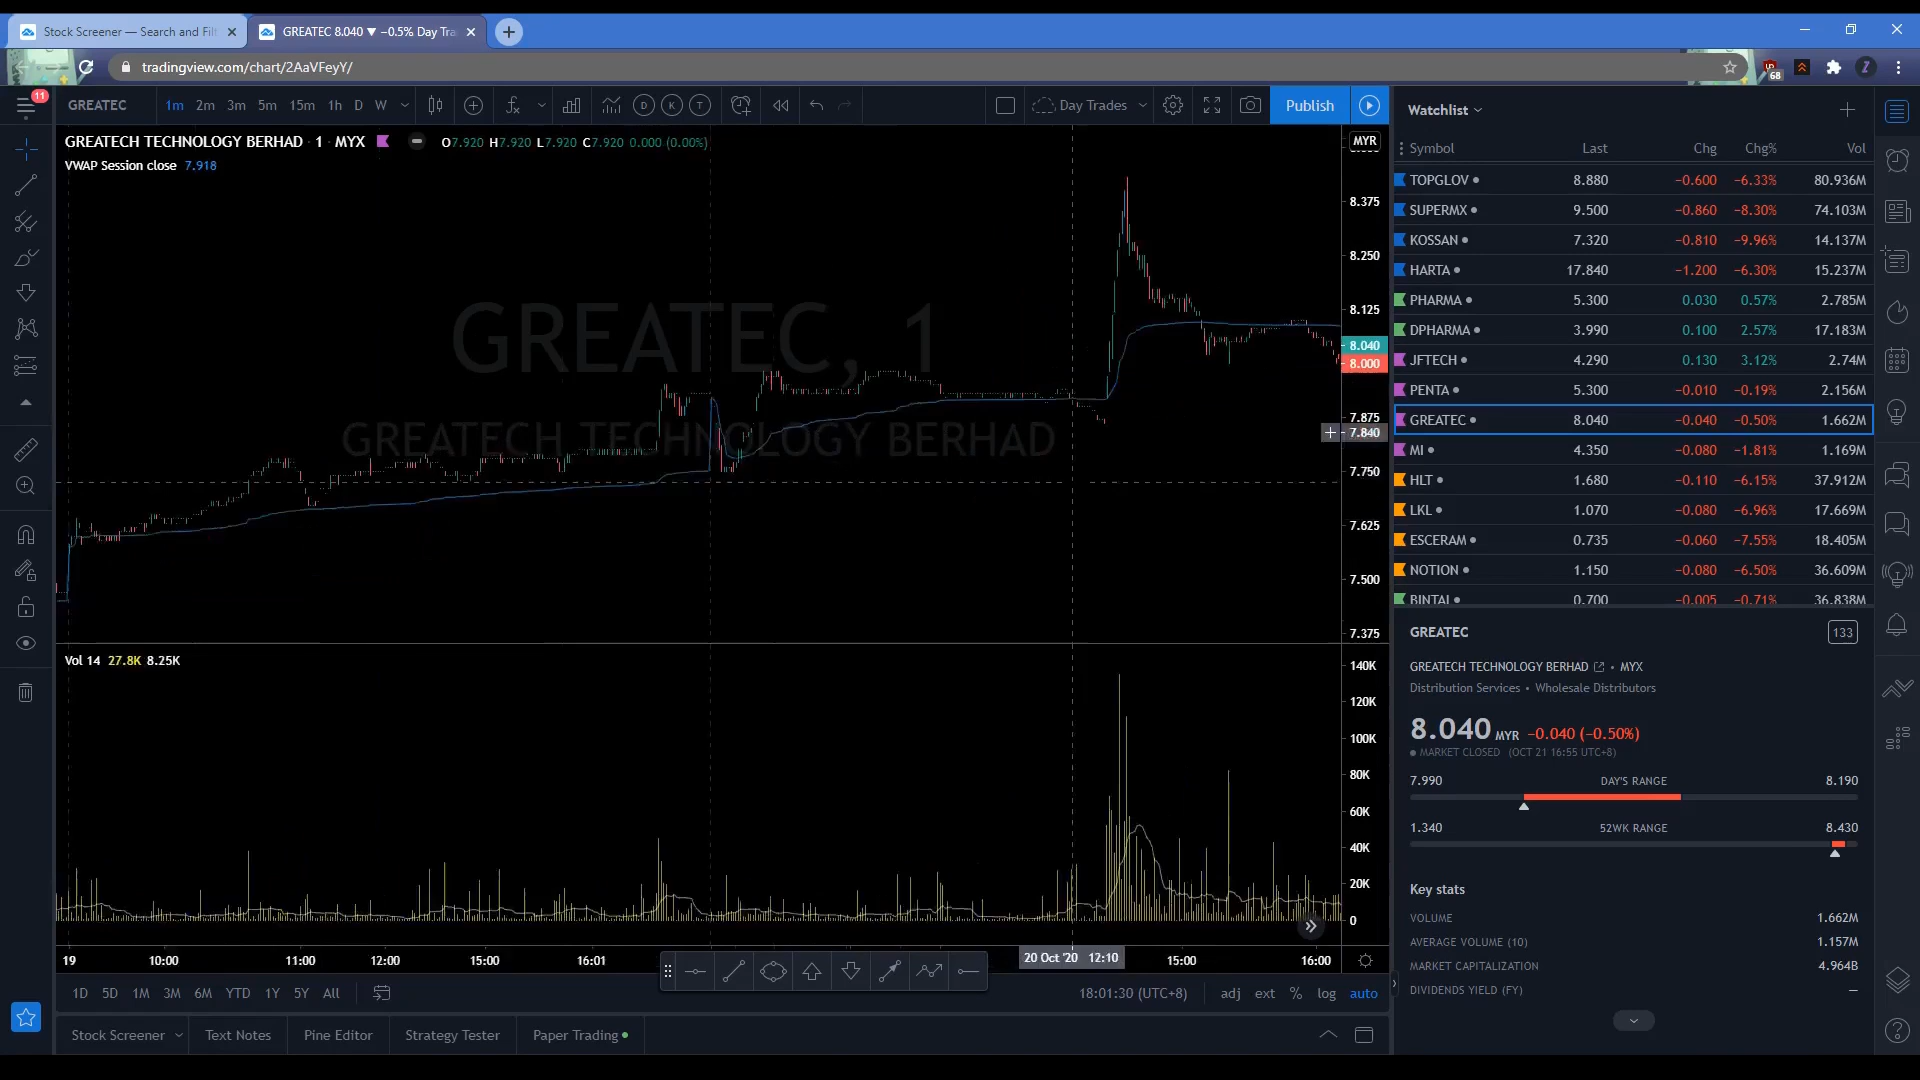 Stock Screener — Search and Filt
GREATEC 8.040 ▼ −0.5% Day Tra
tradingview.com/chart/2AaVFeyY/
68
Z
11
GREATEC
1m 2m 3m 5m 15m 1h D W
D K T
Day Trades
Publish
GREATECH TECHNOLOGY BERHAD · 1 · MYX
O7.920 H7.920 L7.920 C7.920 0.000 (0.00%)
VWAP Session close 7.918
MYR
8.375
8.250
8.125
8.040
8.000
7.875
7.840
7.750
7.625
7.500
7.375
GREATEC, 1
GREATECH TECHNOLOGY BERHAD
Vol 14 27.8K 8.25K
140K
120K
100K
80K
60K
40K
20K
0
19 10:00 11:00 12:00 15:00 16:01 20 Oct '20 12:10 15:00 16:00
1D 5D 1M 3M 6M YTD 1Y 5Y All
18:01:30 (UTC+8) adj ext % log auto
Stock Screener Text Notes Pine Editor Strategy Tester Paper Trading
Watchlist
Symbol Last Chg Chg% Vol
TOPGLOV 8.880 −0.600 −6.33% 80.936M
SUPERMX 9.500 −0.860 −8.30% 74.103M
KOSSAN 7.320 −0.810 −9.96% 14.137M
HARTA 17.840 −1.200 −6.30% 15.237M
PHARMA 5.300 0.030 0.57% 2.785M
DPHARMA 3.990 0.100 2.57% 17.183M
JFTECH 4.290 0.130 3.12% 2.74M
PENTA 5.300 −0.010 −0.19% 2.156M
GREATEC 8.040 −0.040 −0.50% 1.662M
MI 4.350 −0.080 −1.81% 1.169M
HLT 1.680 −0.110 −6.15% 37.912M
LKL 1.070 −0.080 −6.96% 17.669M
ESCERAM 0.735 −0.060 −7.55% 18.405M
NOTION 1.150 −0.080 −6.50% 36.609M
BINTAI 0.700 −0.005 −0.71% 36.838M
GREATEC
133
GREATECH TECHNOLOGY BERHAD • MYX
Distribution Services • Wholesale Distributors
8.040 MYR −0.040 (−0.50%)
MARKET CLOSED (OCT 21 16:55 UTC+8)
7.990 DAY'S RANGE 8.190
1.340 52WK RANGE 8.430
Key stats
VOLUME 1.662M
AVERAGE VOLUME (10) 1.157M
MARKET CAPITALIZATION 4.964B
DIVIDENDS YIELD (FY) —